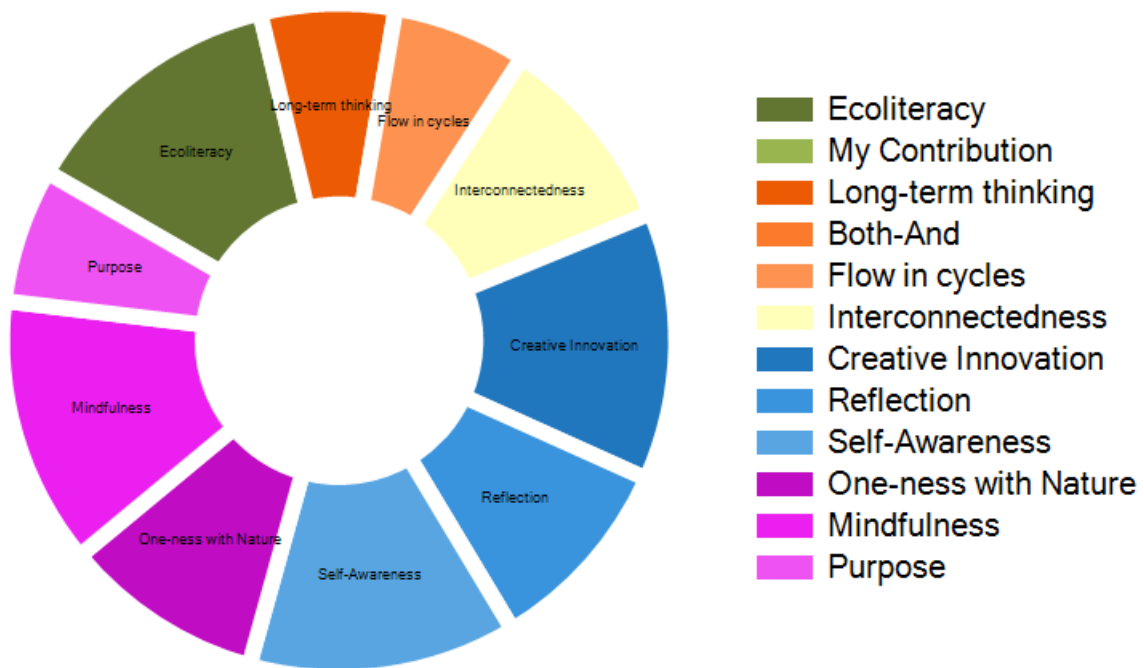 Long-term thinking
Flow in cycles
Ecoliteracy
Interconnectedness
Purpose
Creative Innovation
Mindfulness
Reflection
One-ness with Nature
Self-Awareness
Ecoliteracy
My Contribution
Long-term thinking
Both-And
Flow in cycles
Interconnectedness
Creative Innovation
Reflection
Self-Awareness
One-ness with Nature
Mindfulness
Purpose